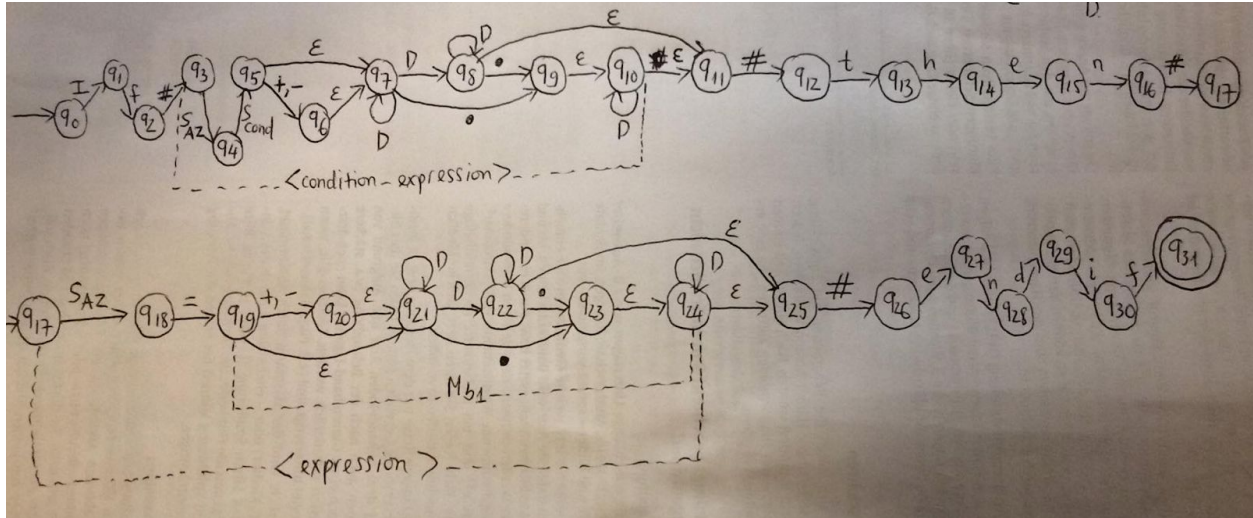 D
ε
I q1 f # q3 q5 ε q7 D q8 D • q9 ε q10 # ε q11 # q12 t q13 h q14 e q15 n q16 # q17
q0 q2 S_AZ q4 S_cond +,- q6 ε D • D
<condition-expression>
q17 S_AZ q18 = q19 +,- q20 ε q21 D D q22 D • q23 ε q24 D ε ε q25 # q26 e q27 n q28 d q29 i q30 f q31
ε •
Mb1
<expression>